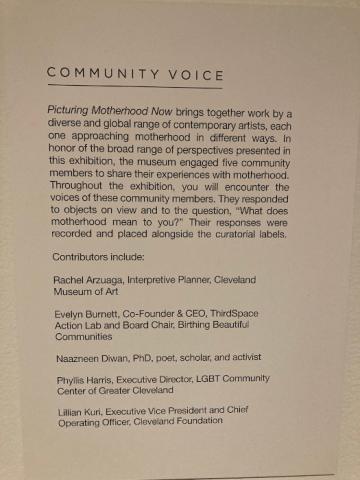 COMMUNITY VOICE
Picturing Motherhood Now brings together work by a
diverse and global range of contemporary artists, each
one approaching motherhood in different ways. In
honor of the broad range of perspectives presented in
this exhibition, the museum engaged five community
members to share their experiences with motherhood.
Throughout the exhibition, you will encounter the
voices of these community members. They responded
to objects on view and to the question, “What does
motherhood mean to you?” Their responses were
recorded and placed alongside the curatorial labels.
Contributors include:
Rachel Arzuaga, Interpretive Planner, Cleveland
Museum of Art
Evelyn Burnett, Co-Founder & CEO, ThirdSpace
Action Lab and Board Chair, Birthing Beautiful
Communities
Naazneen Diwan, PhD, poet, scholar, and activist
Phyllis Harris, Executive Director, LGBT Community
Center of Greater Cleveland
Lillian Kuri, Executive Vice President and Chief
Operating Officer, Cleveland Foundation